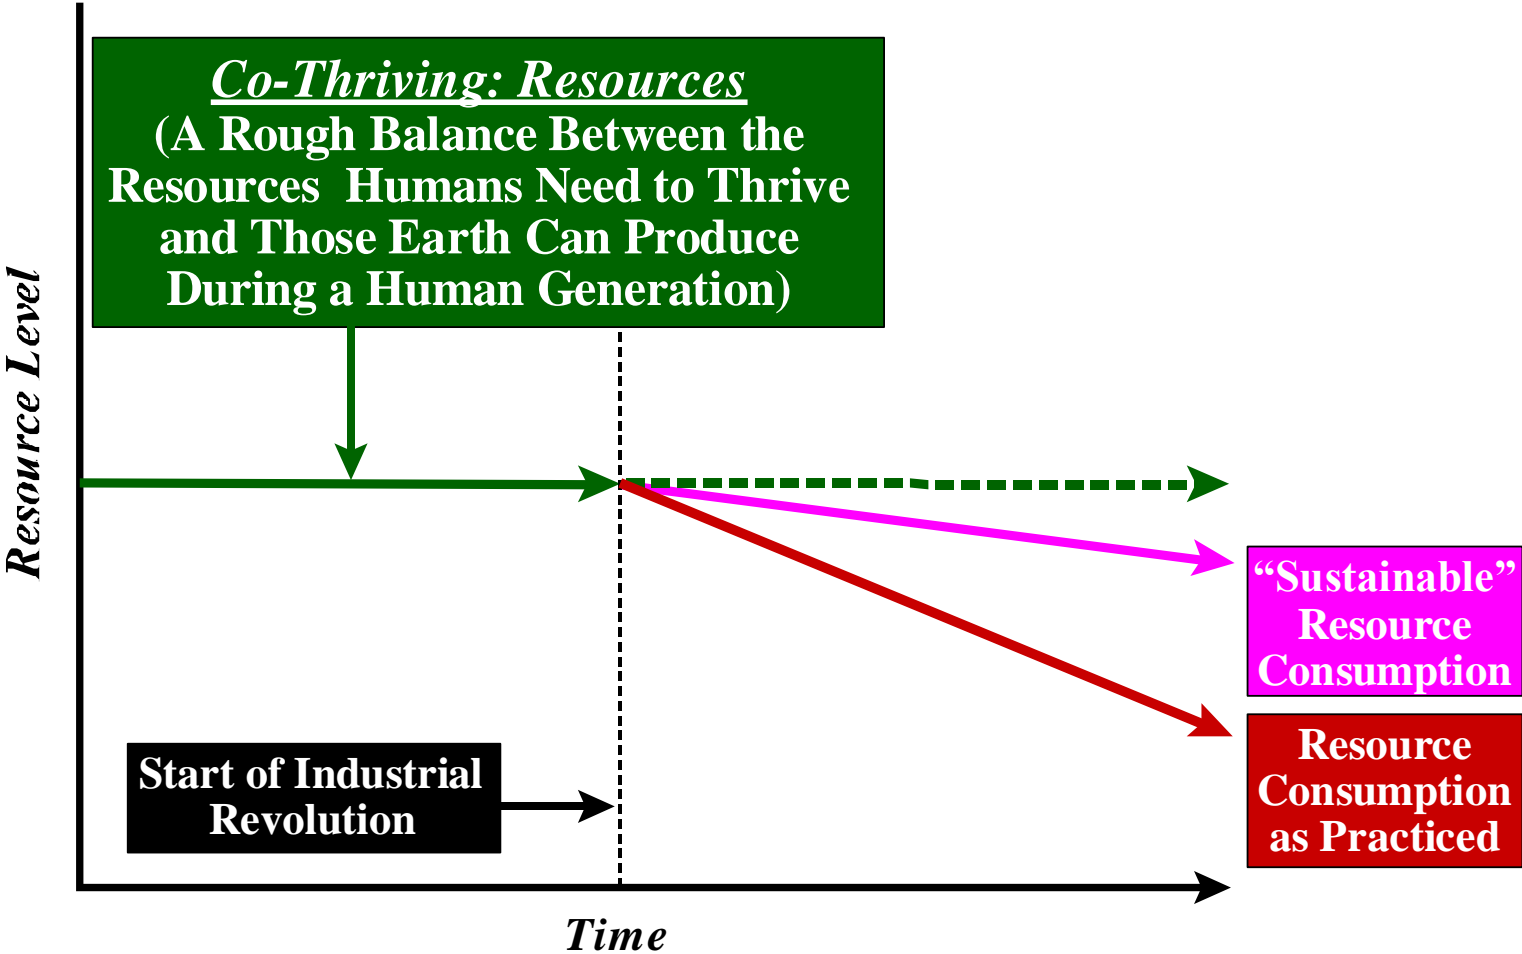 Co-Thriving: Resources
(A Rough Balance Between the
Resources Humans Need to Thrive
and Those Earth Can Produce
During a Human Generation)
Resource Level
“Sustainable”
Resource
Consumption
Resource
Consumption
as Practiced
Start of Industrial
Revolution
Time